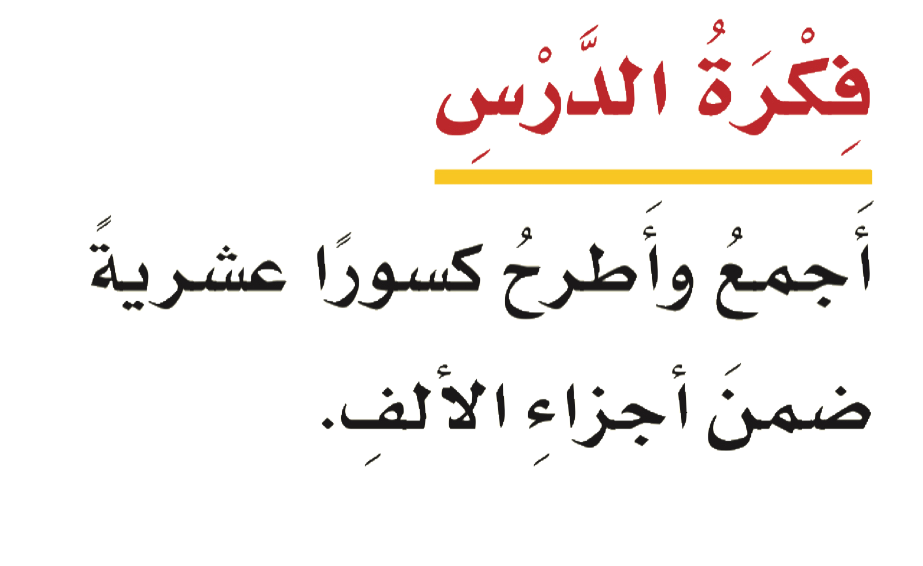 فِكْرَةُ الدَّرْسِ
أَجمعُ وأَطرحُ كسورًا عشريةً
ضمنَ أجزاءِ الألفِ.